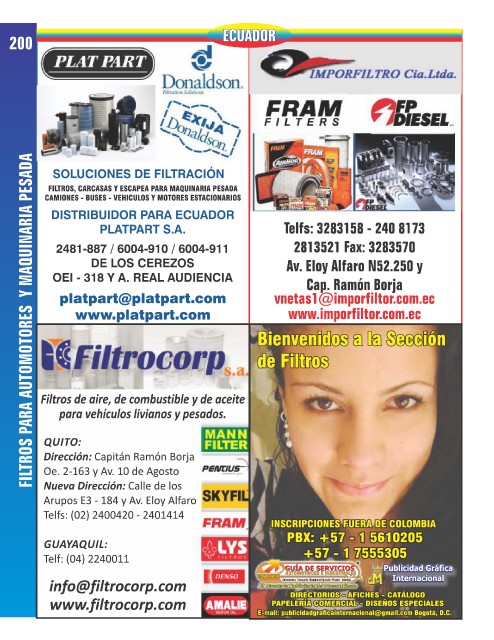 ECUADOR
200
FILTROS PARA AUTOMOTORES Y MAQUINARIA PESADA
PLAT PART
Donaldson.
Filtration Solutions
EXIJA
Donaldson.
SOLUCIONES DE FILTRACIÓN
FILTROS, CARCASAS Y ESCAPEA PARA MAQUINARIA PESADA
CAMIONES - BUSES - VEHICULOS Y MOTORES ESTACIONARIOS
DISTRIBUIDOR PARA ECUADOR
PLATPART S.A.
2481-887 / 6004-910 / 6004-911
DE LOS CEREZOS
OEI - 318 Y A. REAL AUDIENCIA
platpart@platpart.com
www.platpart.com
IMPORFILTRO Cia.Ltda.
FRAM
FILTERS
FP
DIESEL
FRAM
FP
DIESEL
Telfs: 3283158 - 240 8173
2813521 Fax: 3283570
Av. Eloy Alfaro N52.250 y
Cap. Ramón Borja
vnetas1@imporfiltor.com.ec
www.imporfiltor.com.ec
Filtrocorp s.a.
Filtros de aire, de combustible y de aceite
para vehículos livianos y pesados.
QUITO:
Dirección: Capitán Ramón Borja
Oe. 2-163 y Av. 10 de Agosto
Nueva Dirección: Calle de los
Arupos E3 - 184 y Av. Eloy Alfaro
Telfs: (02) 2400420 - 2401414
GUAYAQUIL:
Telf: (04) 2240011
info@filtrocorp.com
www.filtrocorp.com
MANN
FILTER
PENTIUS
SKYFIL
FRAM
LYS
DENSO
AMALIE
Bienvenidos a la Sección
de Filtros
INSCRIPCIONES FUERA DE COLOMBIA
PBX: +57 - 1 5610205
+57 - 1 7555305
GUÍA DE SERVICIOS
Publicidad Gráfica
Internacional
DIRECTORIOS - AFICHES - CATÁLOGO
PAPELERÍA COMERCIAL - DISEÑOS ESPECIALES
E-mail: publicidadgraficainternacional@gmail.com Bogotá, D.C.